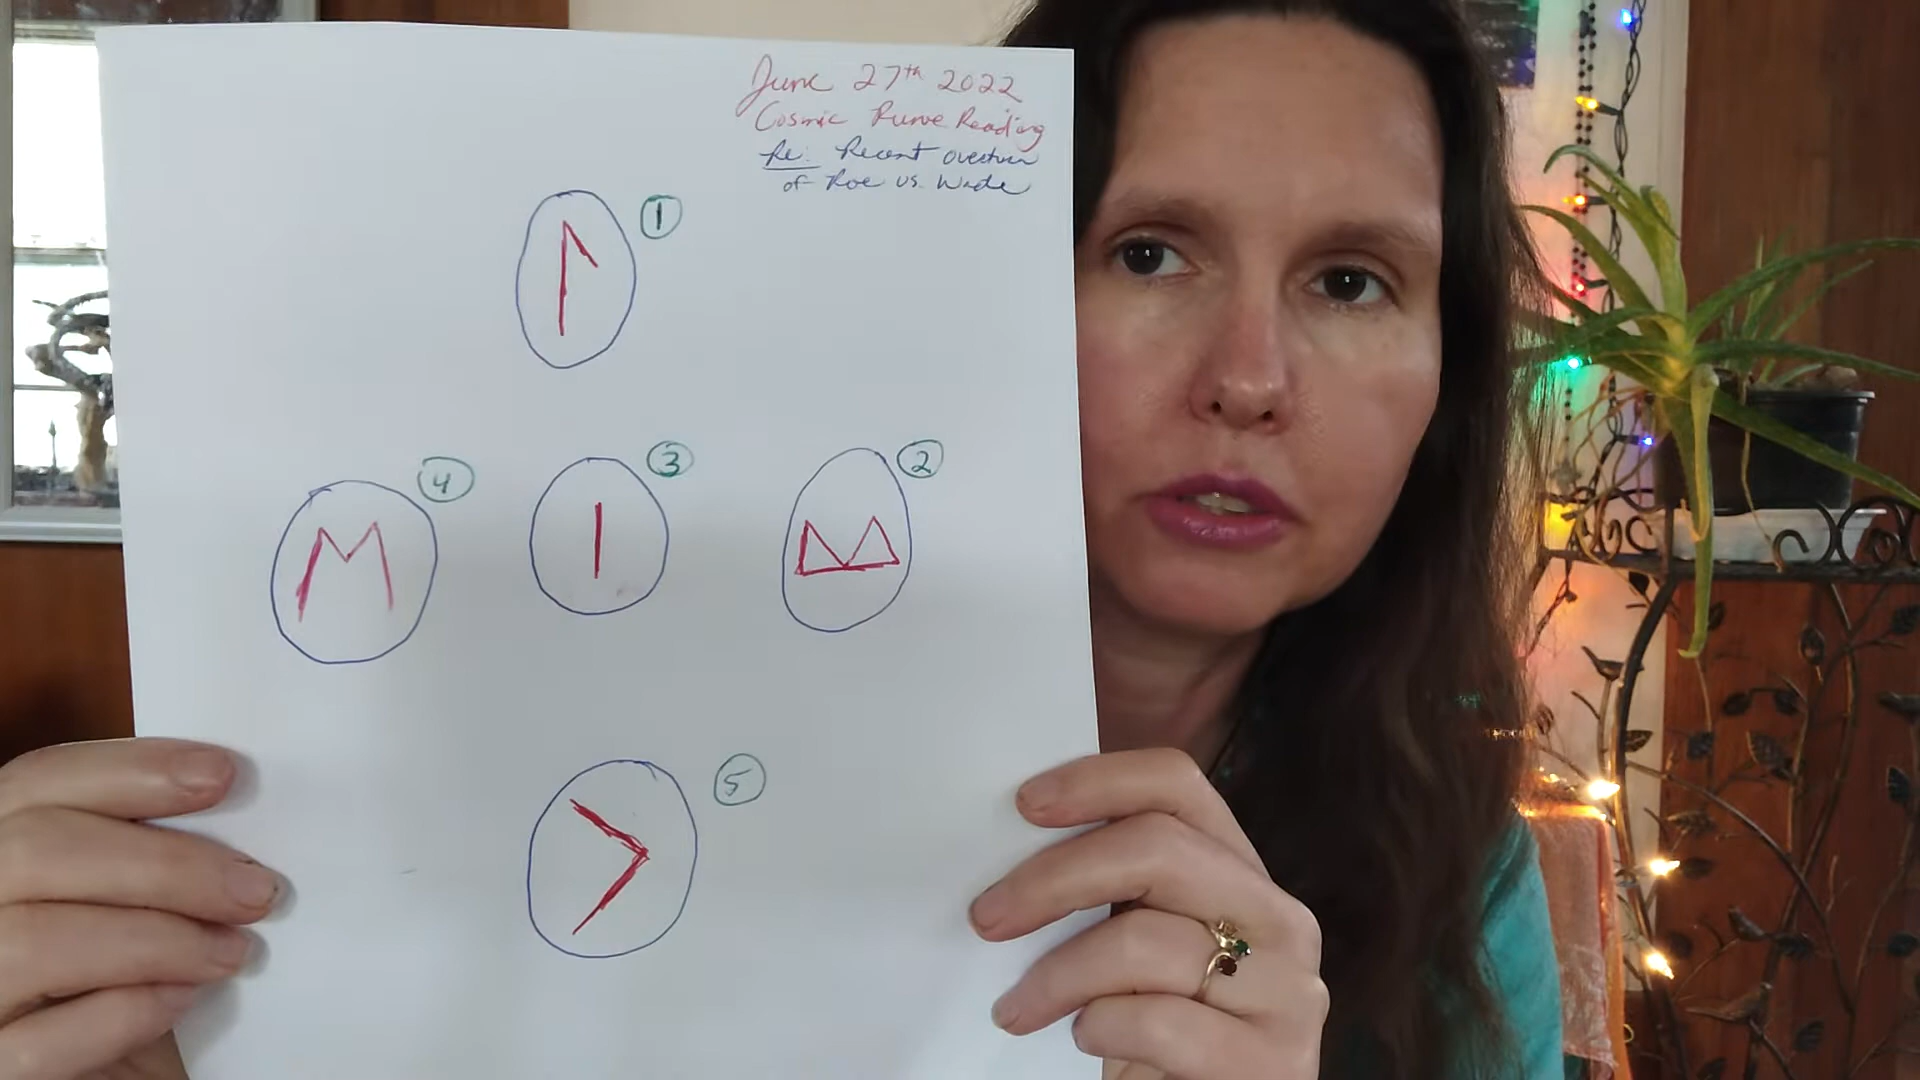 June 27th 2022
Cosmic Rune Reading
Re: Recent overturn
of Roe vs. Wade
1
4 3 2
5